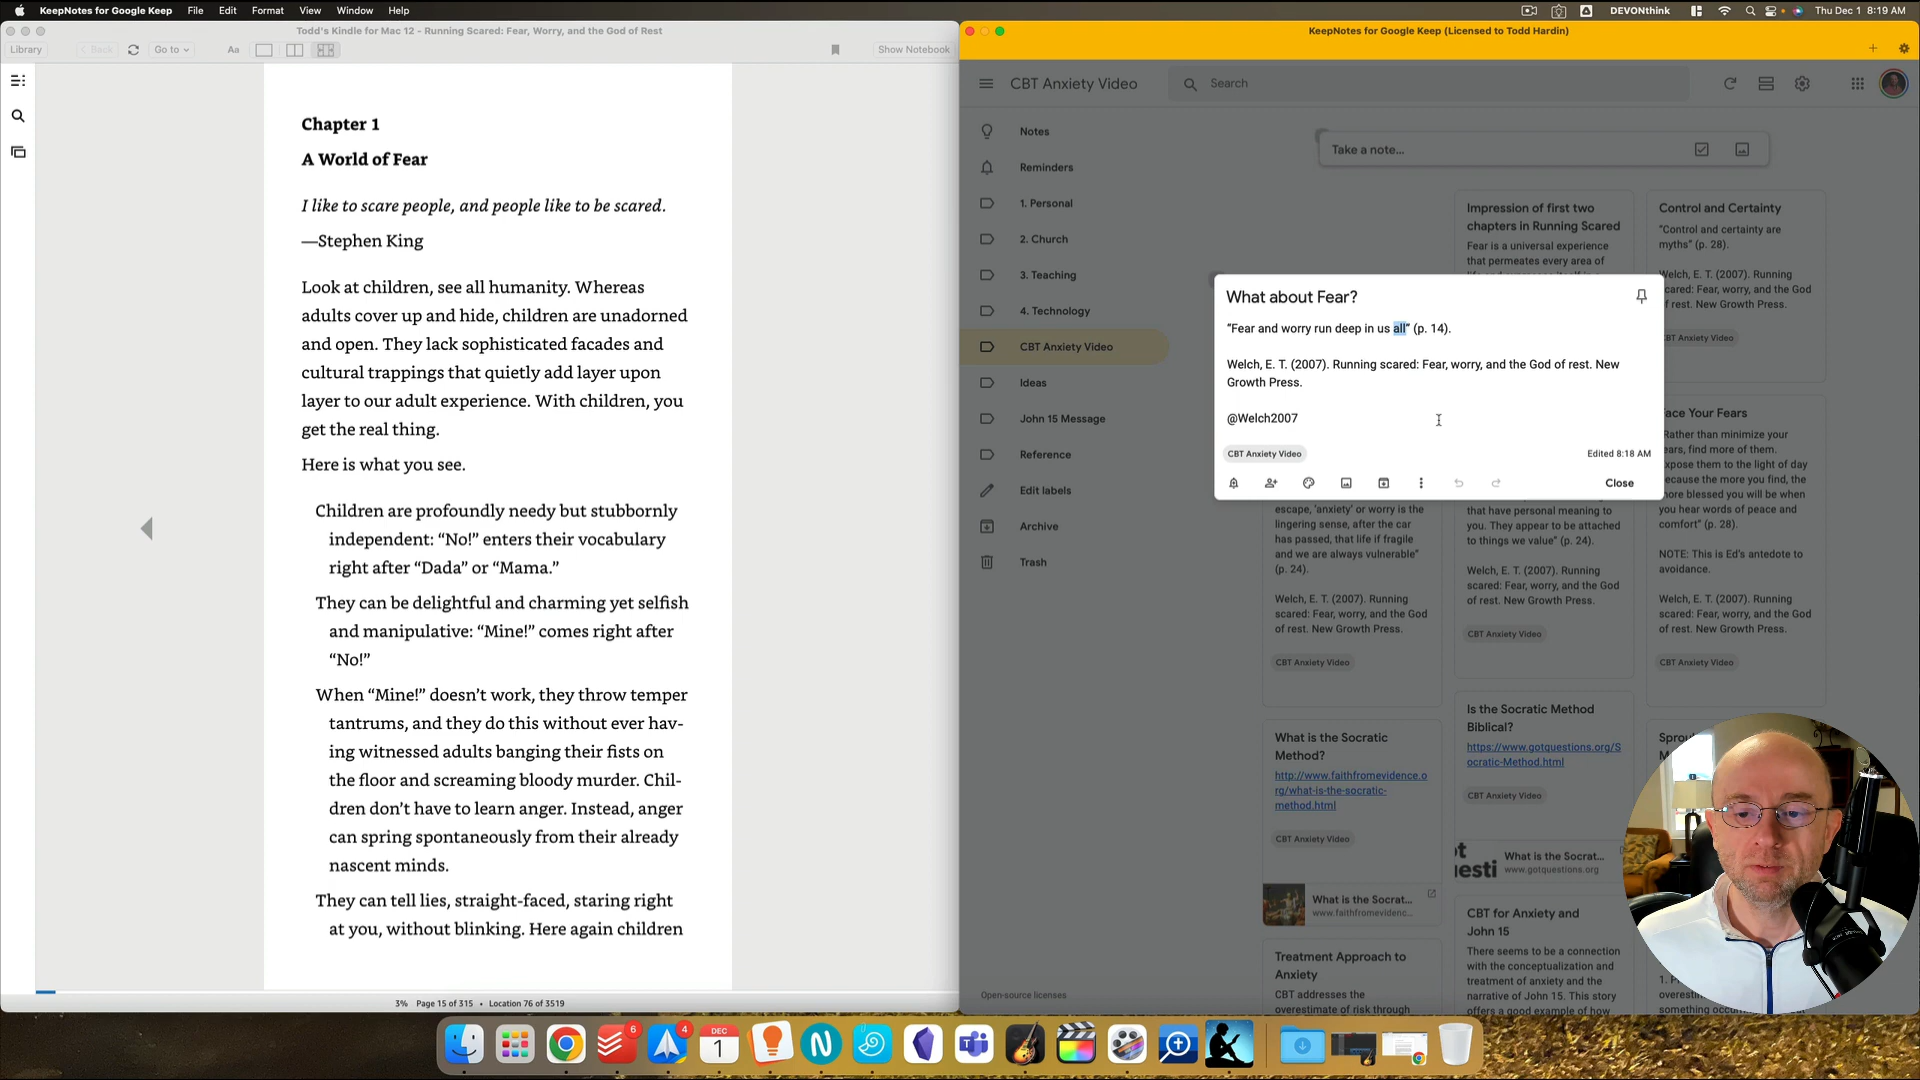 KeepNotes for Google Keep File Edit Format View Window Help
DEVONthink
Thu Dec 1 8:19 AM
Todd's Kindle for Mac 12 - Running Scared: Fear, Worry, and the God of Rest
Library Back Go to Aa Show Notebook
Chapter 1
A World of Fear
I like to scare people, and people like to be scared.
—Stephen King
Look at children, see all humanity. Whereas
adults cover up and hide, children are unadorned
and open. They lack sophisticated facades and
cultural trappings that quietly add layer upon
layer to our adult experience. With children, you
get the real thing.
Here is what you see.
Children are profoundly needy but stubbornly
independent: “No!” enters their vocabulary
right after “Dada” or “Mama.”
They can be delightful and charming yet selfish
and manipulative: “Mine!” comes right after
“No!”
When “Mine!” doesn’t work, they throw temper
tantrums, and they do this without ever hav-
ing witnessed adults banging their fists on
the floor and screaming bloody murder. Chil-
dren don’t have to learn anger. Instead, anger
can spring spontaneously from their already
nascent minds.
They can tell lies, straight-faced, staring right
at you, without blinking. Here again children
3% Page 15 of 315 • Location 76 of 3519
KeepNotes for Google Keep (Licensed to Todd Hardin)
CBT Anxiety Video
Search
Notes
Reminders
1. Personal
2. Church
3. Teaching
4. Technology
CBT Anxiety Video
Ideas
John 15 Message
Reference
Edit labels
Archive
Trash
Open-source licenses
Take a note...
Impression of first two
chapters in Running Scared
Fear is a universal experience
that permeates every area of
Control and Certainty
“Control and certainty are
myths” (p. 28).
Welch, E. T. (2007). Running
scared: Fear, worry, and the God
of rest. New Growth Press.
CBT Anxiety Video
What about Fear?
“Fear and worry run deep in us all” (p. 14).
Welch, E. T. (2007). Running scared: Fear, worry, and the God of rest. New
Growth Press.
@Welch2007
CBT Anxiety Video
Edited 8:18 AM
Close
Face Your Fears
“Rather than minimize your
fears, find more of them.
Expose them to the light of day
because the more you find, the
more blessed you will be when
you hear words of peace and
comfort” (p. 28).
NOTE: This is Ed's antedote to
avoidance.
Welch, E. T. (2007). Running
scared: Fear, worry, and the God
of rest. New Growth Press.
CBT Anxiety Video
escape, ‘anxiety’ or worry is the
lingering sense, after the car
has passed, that life if fragile
and we are always vulnerable”
(p. 24).
Welch, E. T. (2007). Running
scared: Fear, worry, and the God
of rest. New Growth Press.
CBT Anxiety Video
that have personal meaning to
you. They appear to be attached
to things we value” (p. 24).
Welch, E. T. (2007). Running
scared: Fear, worry, and the God
of rest. New Growth Press.
CBT Anxiety Video
What is the Socratic
Method?
http://www.faithfromevidence.o
rg/what-is-the-socratic-
method.html
CBT Anxiety Video
What is the Socrat...
www.faithfromevidenc...
Is the Socratic Method
Biblical?
https://www.gotquestions.org/S
ocratic-Method.html
CBT Anxiety Video
What is the Socrat...
www.gotquestions.org
Treatment Approach to
Anxiety
CBT addresses the
overestimate of risk through
CBT for Anxiety and
John 15
There seems to be a connection
with the conceptualization and
treatment of anxiety and the
narrative of John 15. This story
offers a good example of how
6
4
DEC
1